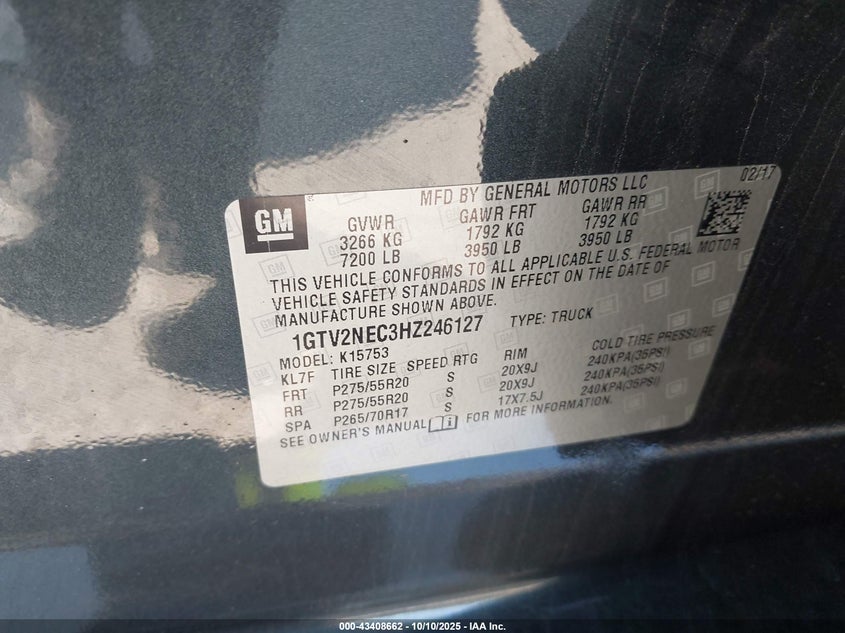 MFD BY GENERAL MOTORS LLC 02/17
GM GVWR GAWR FRT GAWR RR
3266 KG 1792 KG 1792 KG
7200 LB 3950 LB 3950 LB
THIS VEHICLE CONFORMS TO ALL APPLICABLE U.S. FEDERAL MOTOR
VEHICLE SAFETY STANDARDS IN EFFECT ON THE DATE OF
MANUFACTURE SHOWN ABOVE.
1GTV2NEC3HZ246127 TYPE: TRUCK
MODEL: K15753
KL7F TIRE SIZE SPEED RTG RIM COLD TIRE PRESSURE
FRT P275/55R20 S 20X9J 240KPA(35PSI)
RR P275/55R20 S 20X9J 240KPA(35PSI)
SPA P265/70R17 S 17X7.5J 240KPA(35PSI)
SEE OWNER'S MANUAL FOR MORE INFORMATION.
000-43408662 - 10/10/2025 - IAA Inc.